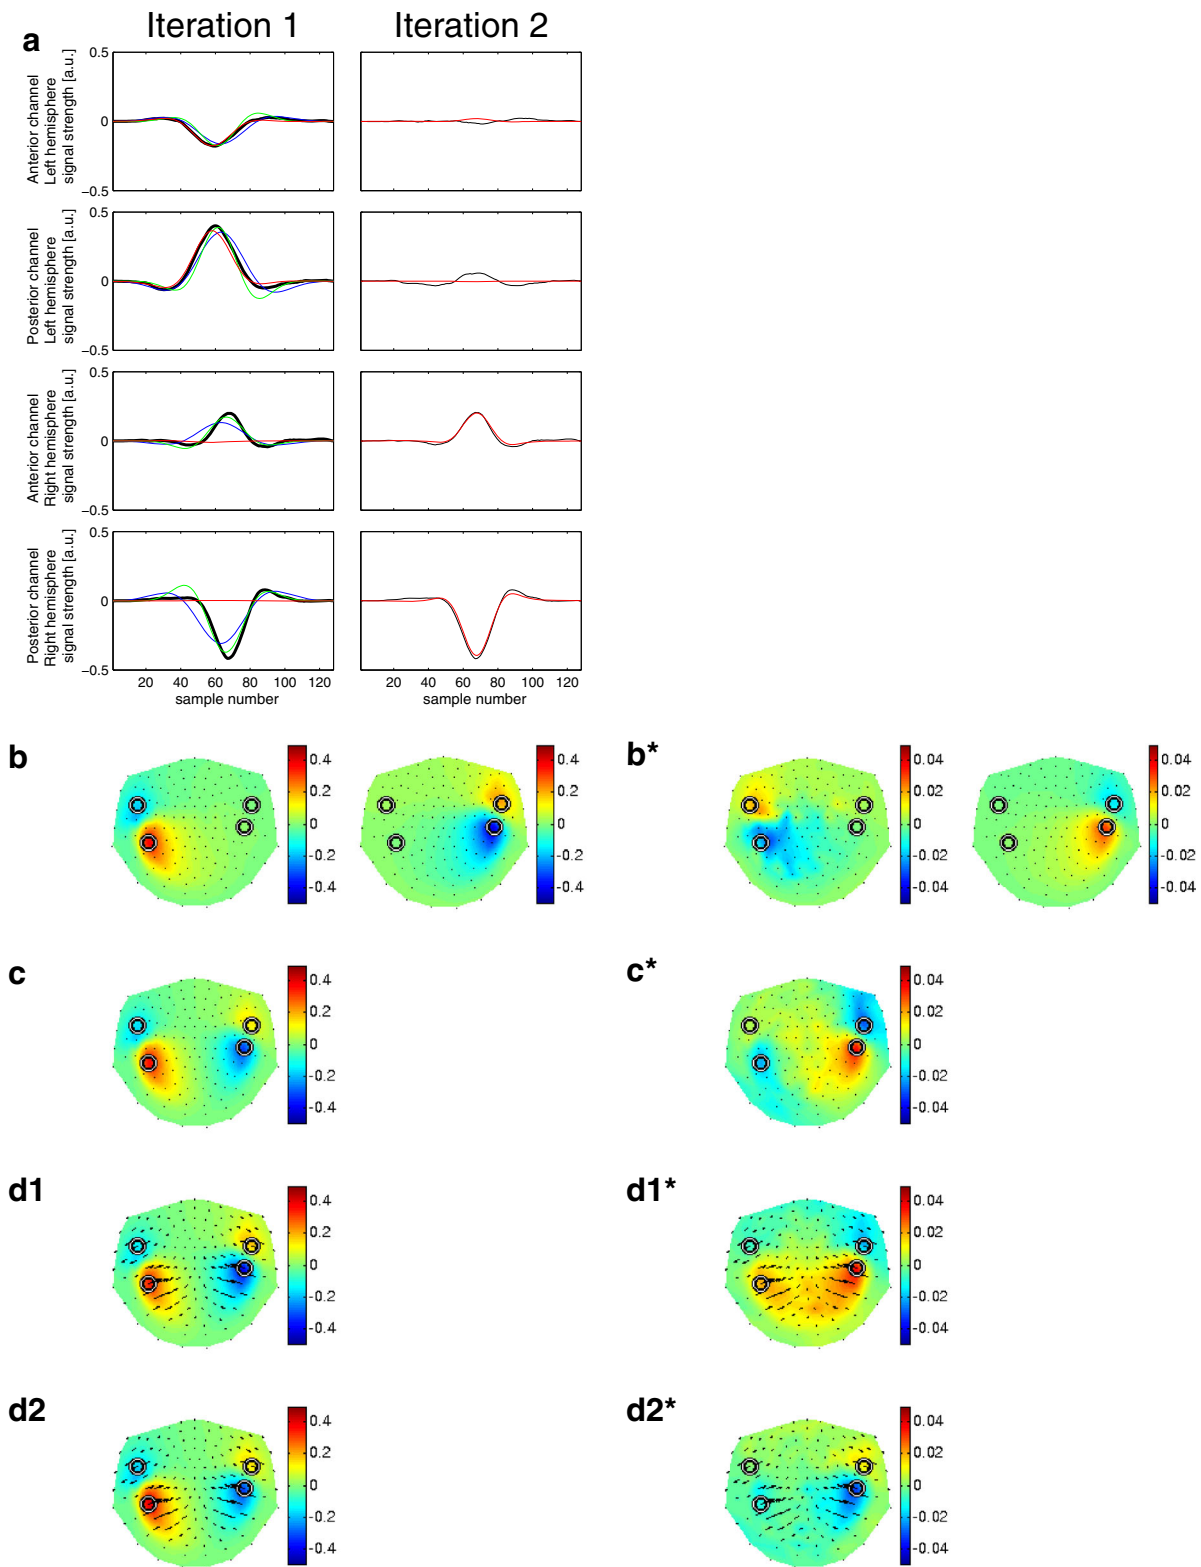 Iteration 1
Iteration 2
a
Anterior channel
Left hemisphere
signal strength [a.u.]
0.5
0
−0.5
Posterior channel
Left hemisphere
signal strength [a.u.]
0.5
0
−0.5
Anterior channel
Right hemisphere
signal strength [a.u.]
0.5
0
−0.5
Posterior channel
Right hemisphere
signal strength [a.u.]
0.5
0
−0.5
20 40 60 80 100 120
20 40 60 80 100 120
sample number
sample number
b
0.4
0.2
0
-0.2
-0.4
0.4
0.2
0
-0.2
-0.4
b*
0.04
0.02
0
-0.02
-0.04
0.04
0.02
0
-0.02
-0.04
c
0.4
0.2
0
-0.2
-0.4
c*
0.04
0.02
0
-0.02
-0.04
d1
0.4
0.2
0
-0.2
-0.4
d1*
0.04
0.02
0
-0.02
-0.04
d2
0.4
0.2
0
-0.2
-0.4
d2*
0.04
0.02
0
-0.02
-0.04